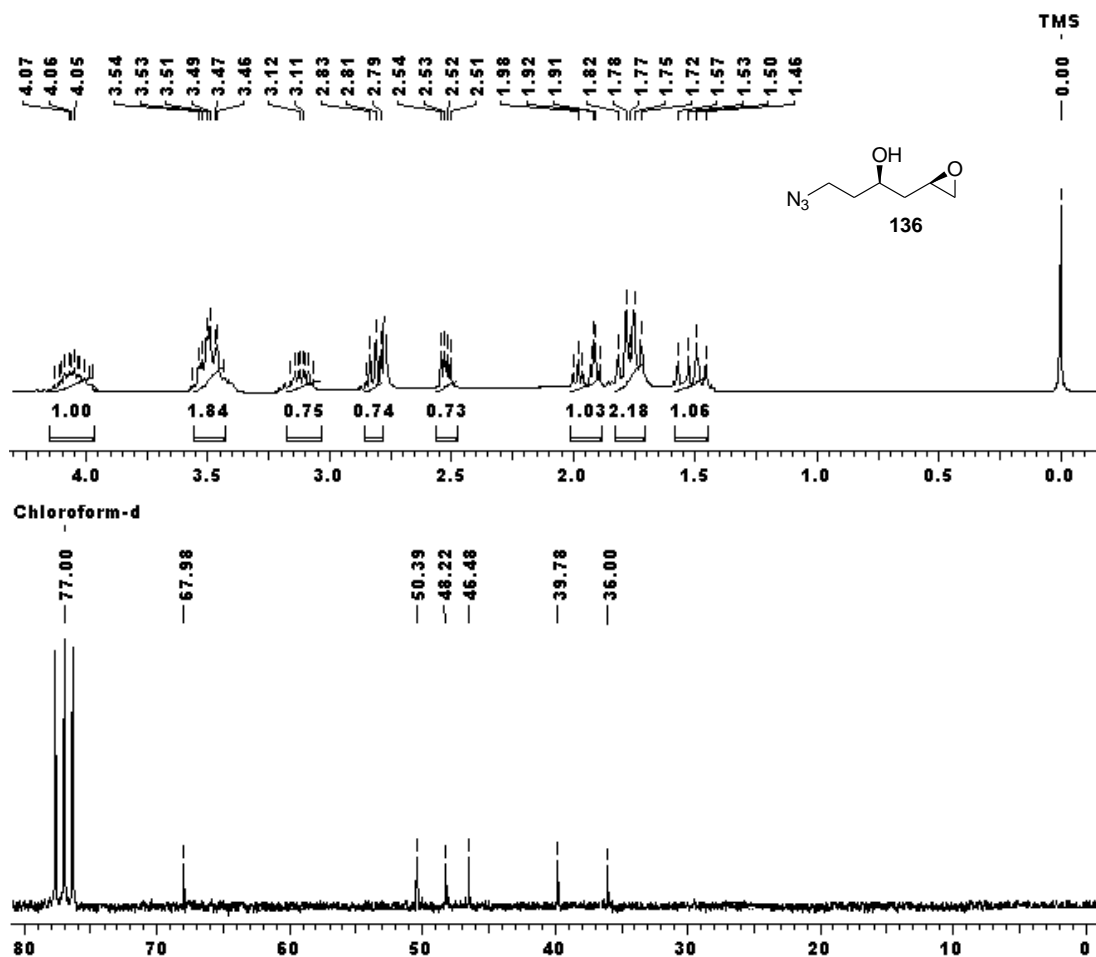 TMS
4.07 4.06 4.05 3.54 3.53 3.51 3.49 3.47 3.46 3.12 3.11 2.83 2.81 2.79 2.54 2.53 2.52 2.51 1.98 1.92 1.91 1.82 1.78 1.77 1.75 1.72 1.57 1.53 1.50 1.46 0.00
OH
O
N3
136
1.00 1.84 0.75 0.74 0.73 1.03 2.18 1.06
4.0 3.5 3.0 2.5 2.0 1.5 1.0 0.5 0.0
Chloroform-d
77.00 67.98 50.39 48.22 46.48 39.78 36.00
80 70 60 50 40 30 20 10 0